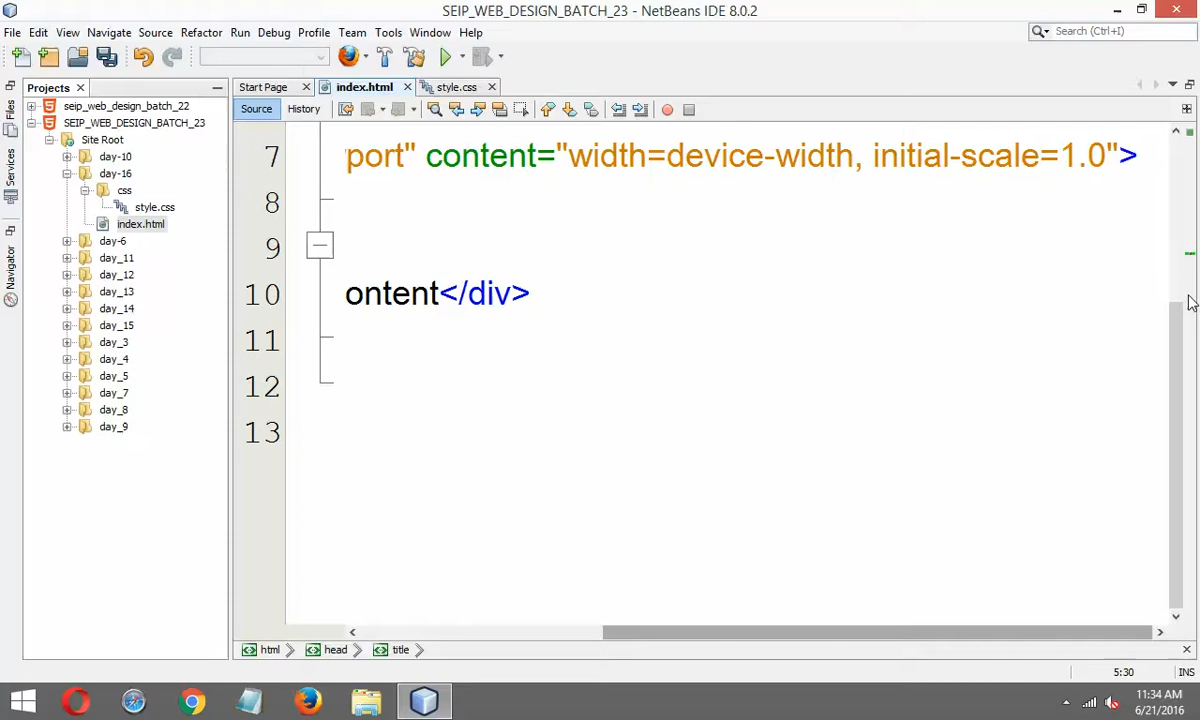 SEIP_WEB_DESIGN_BATCH_23 - NetBeans IDE 8.0.2
File Edit View Navigate Source Refactor Run Debug Profile Team Tools Window Help
Search (Ctrl+I)
Projects
Start Page index.html style.css
Source History
Files
Services
Navigator
seip_web_design_batch_22
SEIP_WEB_DESIGN_BATCH_23
Site Root
day-10
day-16
css
style.css
index.html
day-6
day_11
day_12
day_13
day_14
day_15
day_3
day_4
day_5
day_7
day_8
day_9
7 port" content="width=device-width, initial-scale=1.0">
8
9
10 ontent</div>
11
12
13
html head title
5:30 INS
11:34 AM
6/21/2016